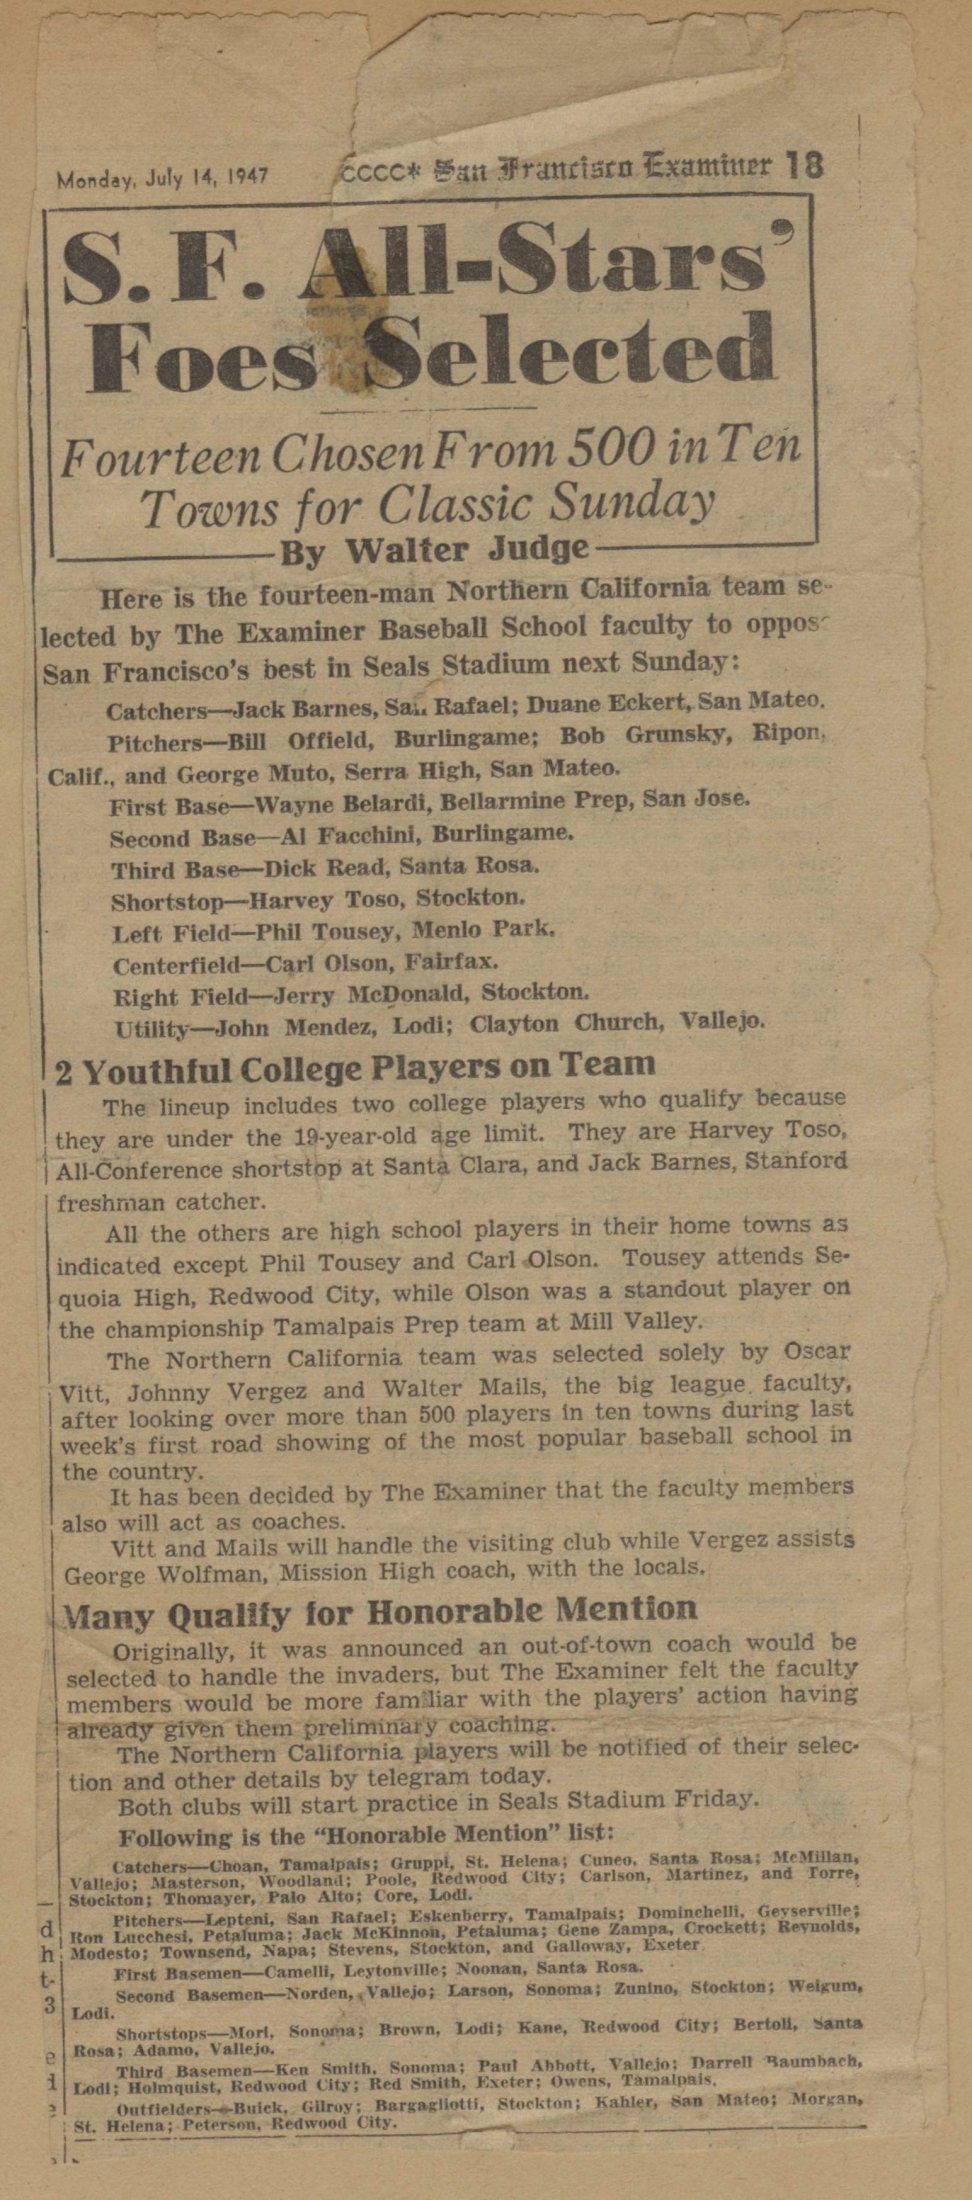 Monday, July 14, 1947 CCCC* San Francisco Examiner 18
S. F. All-Stars'
Foes Selected
Fourteen Chosen From 500 in Ten
Towns for Classic Sunday
By Walter Judge
Here is the fourteen-man Northern California team se-
lected by The Examiner Baseball School faculty to oppose
San Francisco's best in Seals Stadium next Sunday:
Catchers—Jack Barnes, San Rafael; Duane Eckert, San Mateo.
Pitchers—Bill Offield, Burlingame; Bob Grunsky, Ripon,
Calif., and George Muto, Serra High, San Mateo.
First Base—Wayne Belardi, Bellarmine Prep, San Jose.
Second Base—Al Facchini, Burlingame.
Third Base—Dick Read, Santa Rosa.
Shortstop—Harvey Toso, Stockton.
Left Field—Phil Tousey, Menlo Park.
Centerfield—Carl Olson, Fairfax.
Right Field—Jerry McDonald, Stockton.
Utility—John Mendez, Lodi; Clayton Church, Vallejo.
2 Youthful College Players on Team
The lineup includes two college players who qualify because
they are under the 19-year-old age limit. They are Harvey Toso,
All-Conference shortstop at Santa Clara, and Jack Barnes, Stanford
freshman catcher.
All the others are high school players in their home towns as
indicated except Phil Tousey and Carl Olson. Tousey attends Se-
quoia High, Redwood City, while Olson was a standout player on
the championship Tamalpais Prep team at Mill Valley.
The Northern California team was selected solely by Oscar
Vitt, Johnny Vergez and Walter Mails, the big league faculty,
after looking over more than 500 players in ten towns during last
week's first road showing of the most popular baseball school in
the country.
It has been decided by The Examiner that the faculty members
also will act as coaches.
Vitt and Mails will handle the visiting club while Vergez assists
George Wolfman, Mission High coach, with the locals.
Many Qualify for Honorable Mention
Originally, it was announced an out-of-town coach would be
selected to handle the invaders, but The Examiner felt the faculty
members would be more familiar with the players' action having
already given them preliminary coaching.
The Northern California players will be notified of their selec-
tion and other details by telegram today.
Both clubs will start practice in Seals Stadium Friday.
Following is the "Honorable Mention" list:
Catchers—Choan, Tamalpais; Gruppi, St. Helena; Cuneo, Santa Rosa; McMillan,
Vallejo; Masterson, Woodland; Poole, Redwood City; Carlson, Martinez, and Torre,
Stockton; Thomayer, Palo Alto; Core, Lodi.
Pitchers—Lepteni, San Rafael; Eskenberry, Tamalpais; Dominchelli, Geyserville;
Ron Lucchesi, Petaluma; Jack McKinnon, Petaluma; Gene Zampa, Crockett; Reynolds,
Modesto; Townsend, Napa; Stevens, Stockton, and Galloway, Exeter
First Basemen—Camelli, Leytonville; Noonan, Santa Rosa.
Second Basemen—Norden, Vallejo; Larson, Sonoma; Zunino, Stockton; Weigum,
Lodi.
Shortstops—Mori, Sonoma; Brown, Lodi; Kane, Redwood City; Bertoli, Santa
Rosa; Adamo, Vallejo.
Third Basemen—Ken Smith, Sonoma; Paul Abbott, Vallejo; Darrell Baumbach,
Lodi; Holmquist, Redwood City; Red Smith, Exeter; Owens, Tamalpais.
Outfielders—Buick, Gilroy; Bargagliotti, Stockton; Kahler, San Mateo; Morgan,
St. Helena; Peterson, Redwood City.